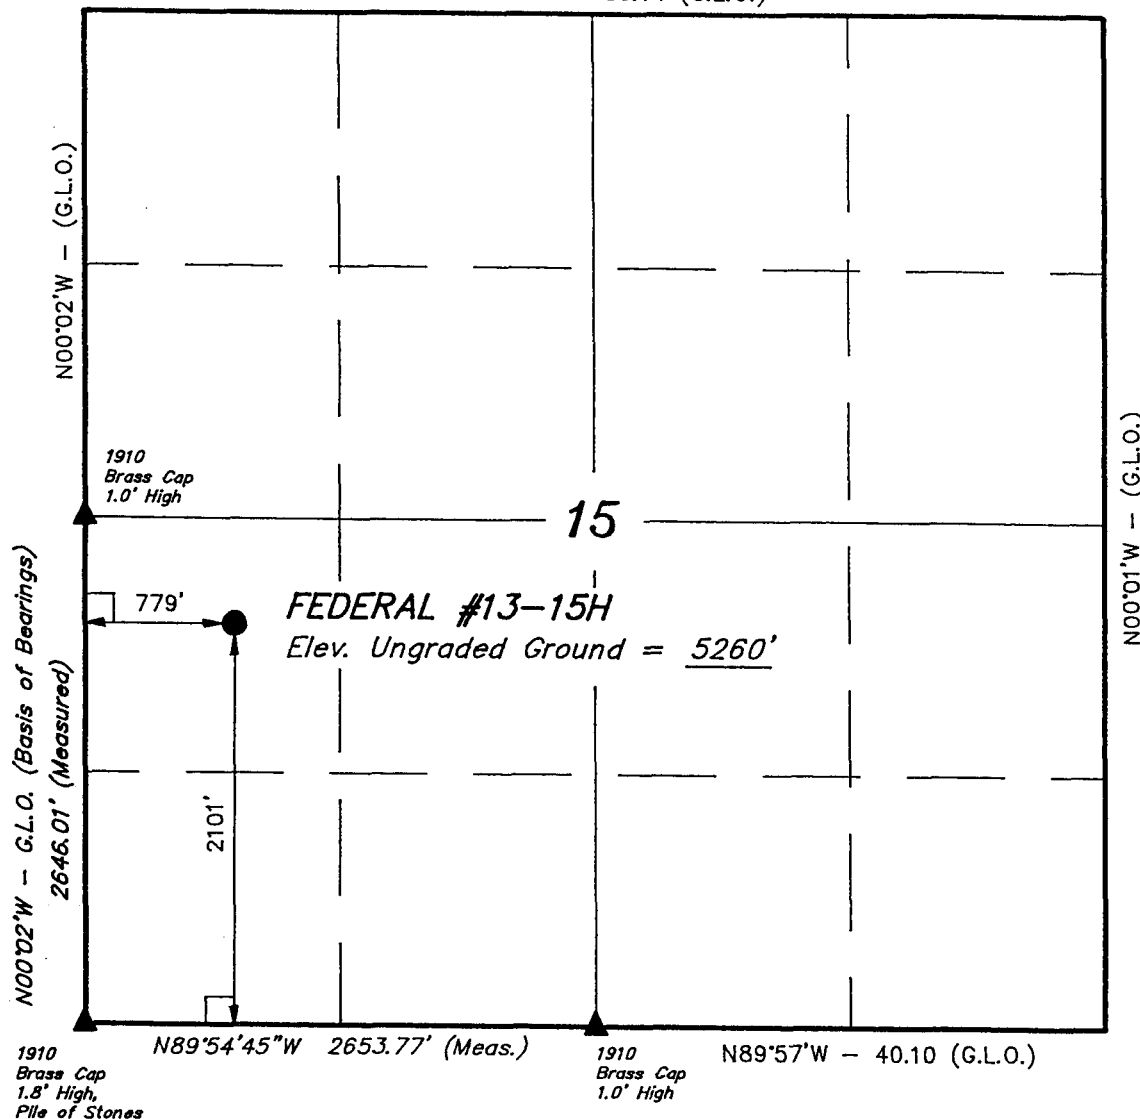 (G.L.O.)
N00°02'W - (G.L.O.)
1910
Brass Cap
1.0' High
15
N00°01'W - (G.L.O.)
779'
FEDERAL #13-15H
Elev. Ungraded Ground = 5260'
N00°02'W - G.L.O. (Basis of Bearings)
2646.01' (Measured)
2101'
N89°54'45"W 2653.77' (Meas.)
N89°57'W - 40.10 (G.L.O.)
1910
Brass Cap
1.8' High,
Pile of Stones
1910
Brass Cap
1.0' High